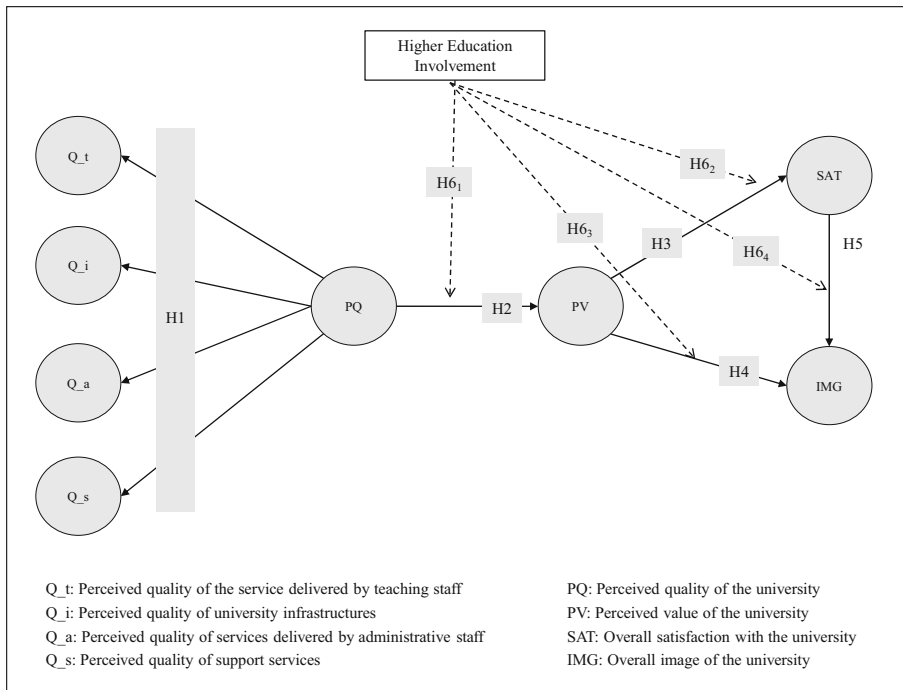 Higher Education
Involvement
Q_t
SAT
H6₂
H6₁
H6₃
H3
H5
H6₄
Q_i
PQ
H1
H2
PV
H4
Q_a
IMG
Q_s
Q_t: Perceived quality of the service delivered by teaching staff
Q_i: Perceived quality of university infrastructures
Q_a: Perceived quality of services delivered by administrative staff
Q_s: Perceived quality of support services
PQ: Perceived quality of the university
PV: Perceived value of the university
SAT: Overall satisfaction with the university
IMG: Overall image of the university